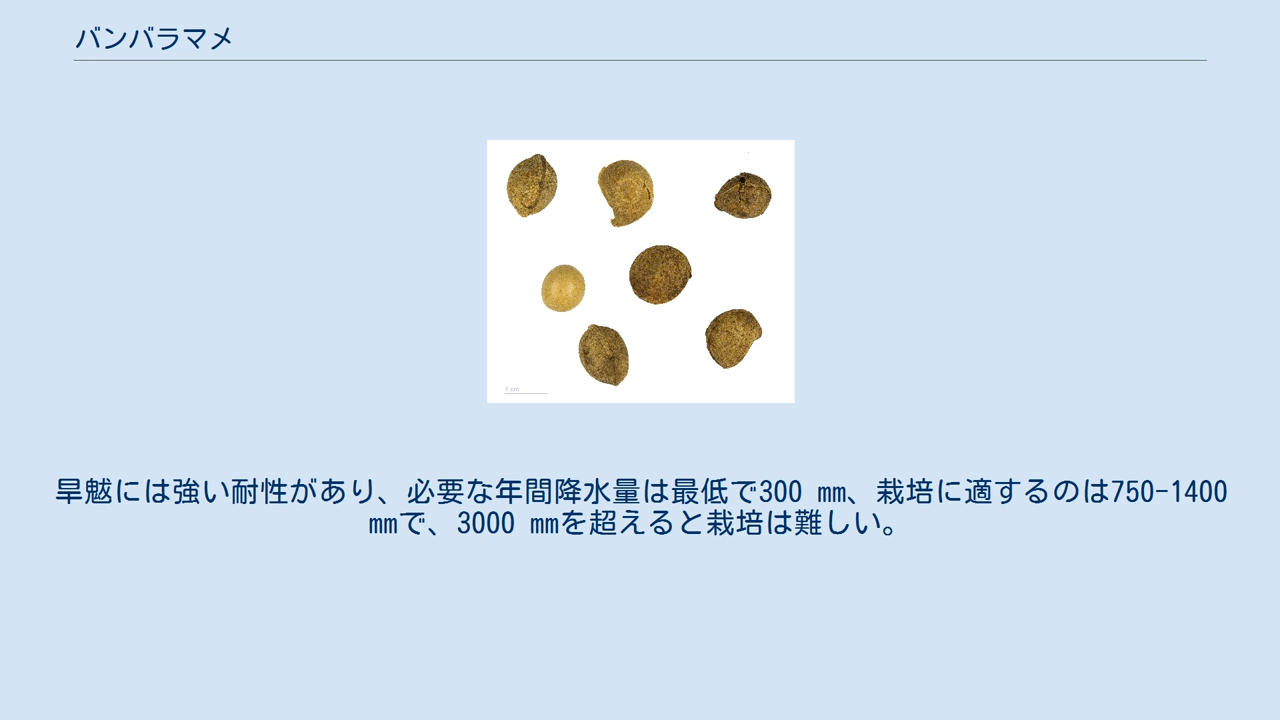 バンバラマメ
1 cm
旱魃には強い耐性があり、必要な年間降水量は最低で300 mm、栽培に適するのは750-1400
mmで、3000 mmを超えると栽培は難しい。